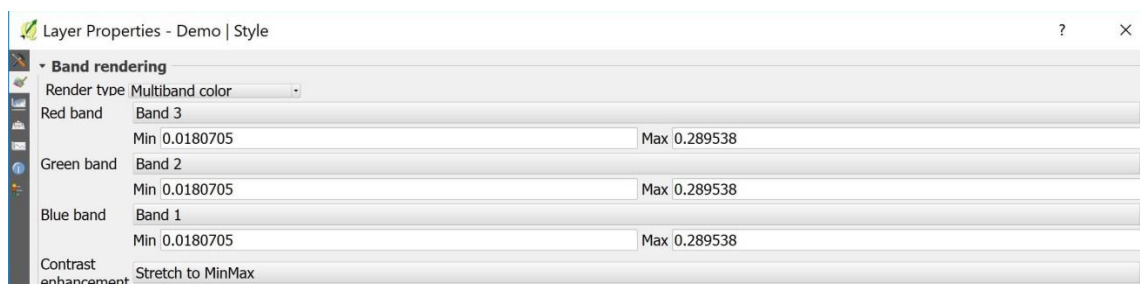 Layer Properties - Demo | Style ? ×
Band rendering
Render type Multiband color
Red band Band 3
Min 0.0180705 Max 0.289538
Green band Band 2
Min 0.0180705 Max 0.289538
Blue band Band 1
Min 0.0180705 Max 0.289538
Contrast
enhancement Stretch to MinMax